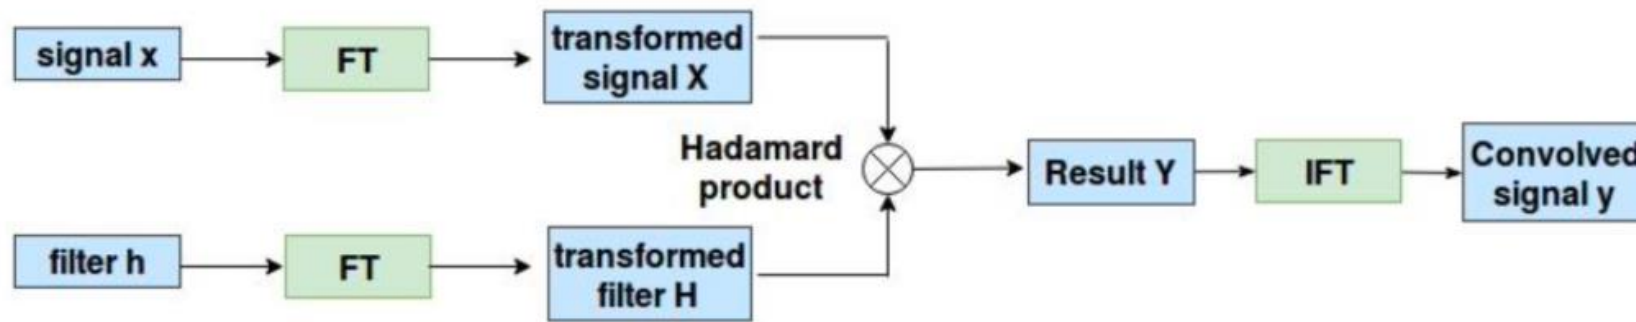 signal x
FT
transformed
signal X
Hadamard
product
Result Y
IFT
Convolved
signal y
filter h
FT
transformed
filter H